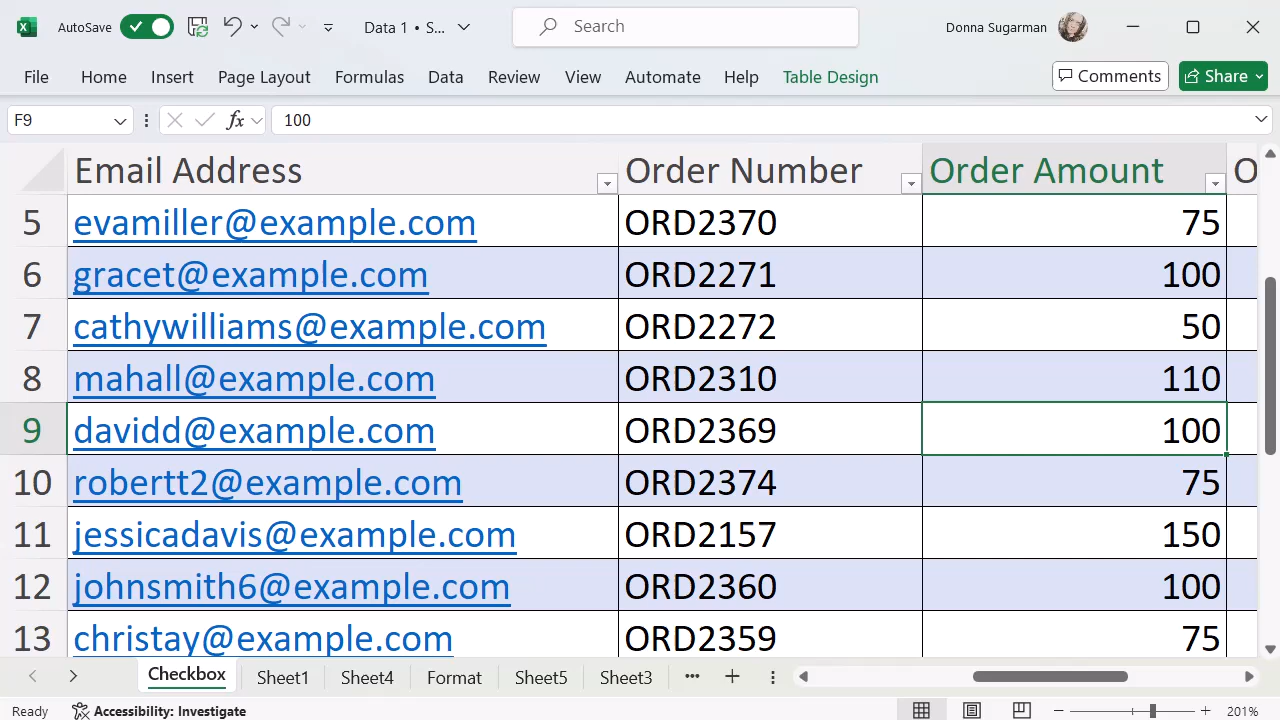 AutoSave Data 1 • S... Search Donna Sugarman
File Home Insert Page Layout Formulas Data Review View Automate Help Table Design Comments Share
F9 fx 100
Email Address Order Number Order Amount O
5 evamiller@example.com ORD2370 75
6 gracet@example.com ORD2271 100
7 cathywilliams@example.com ORD2272 50
8 mahall@example.com ORD2310 110
9 davidd@example.com ORD2369 100
10 robertt2@example.com ORD2374 75
11 jessicadavis@example.com ORD2157 150
12 johnsmith6@example.com ORD2360 100
13 christay@example.com ORD2359 75
Checkbox Sheet1 Sheet4 Format Sheet5 Sheet3 ...
Ready Accessibility: Investigate 201%